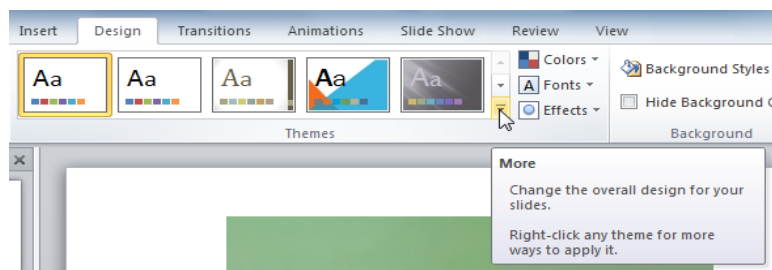 Insert Design Transitions Animations Slide Show Review View
Aa Aa Aa Aa Aa
Colors
Fonts
Effects
Background Styles
Hide Background
Themes
Background
More
Change the overall design for your
slides.
Right-click any theme for more
ways to apply it.